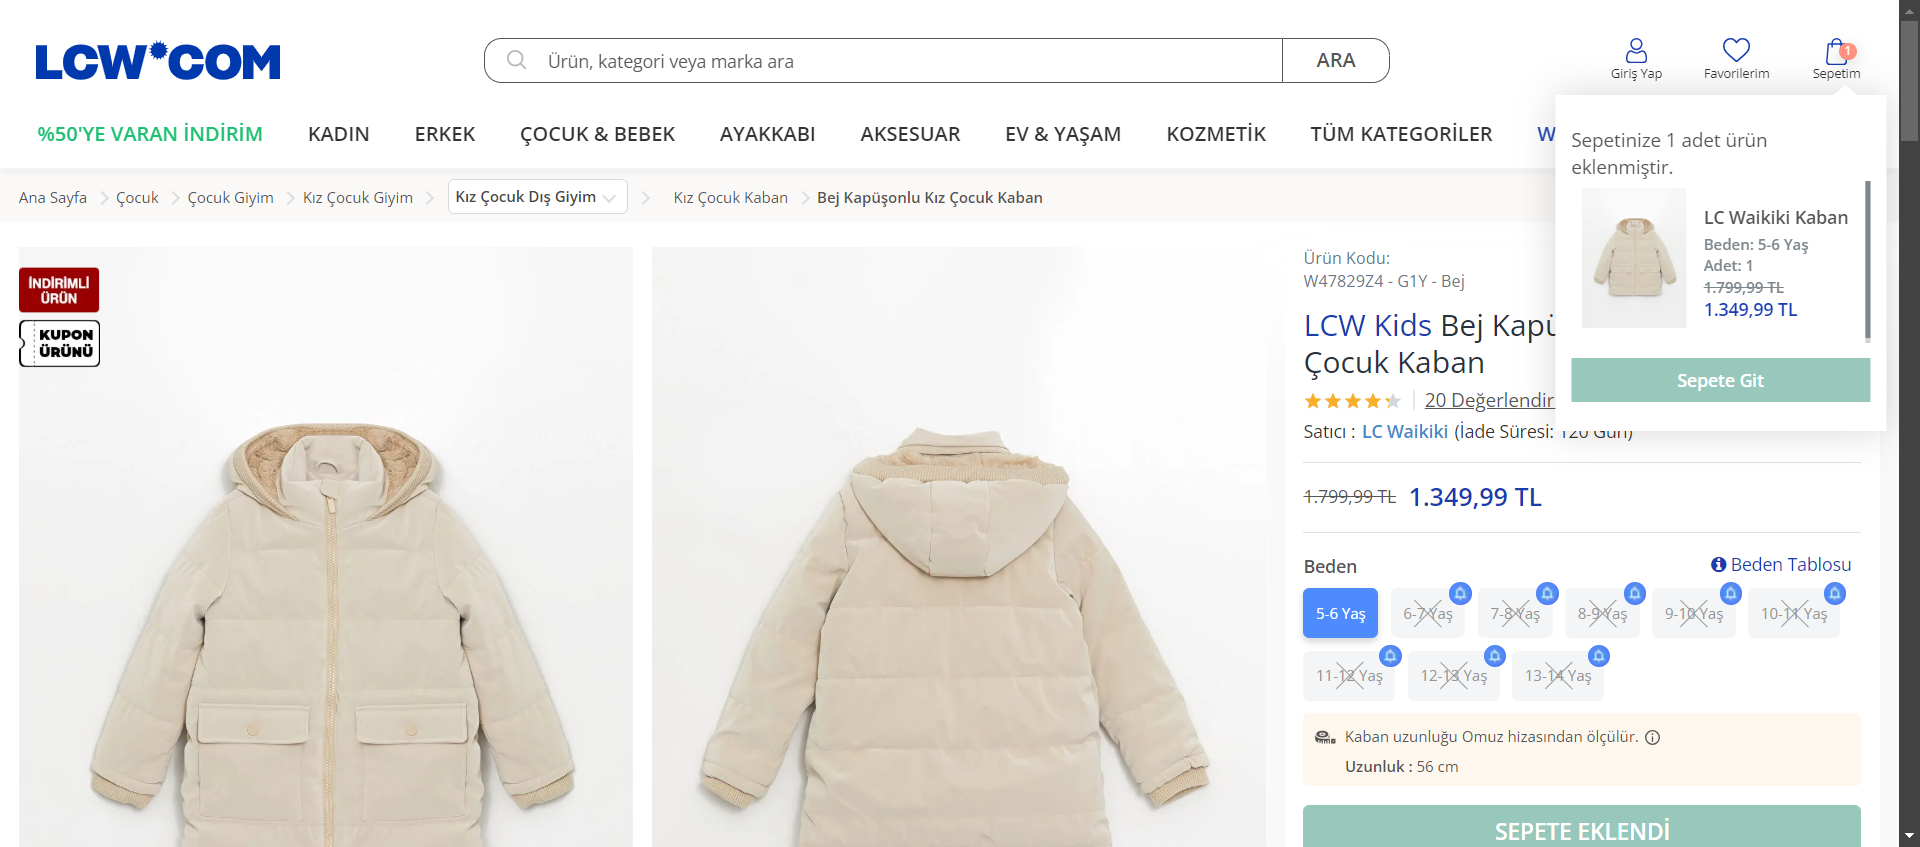 LCW COM
Ürün, kategori veya marka ara
ARA
Giriş Yap
Favorilerim
1
Sepetim
%50'YE VARAN İNDİRİM
KADIN
ERKEK
ÇOCUK & BEBEK
AYAKKABI
AKSESUAR
EV & YAŞAM
KOZMETİK
TÜM KATEGORİLER
W
Sepetinize 1 adet ürün
eklenmiştir.
LC Waikiki Kaban
Beden: 5-6 Yaş
Adet: 1
1.799,99 TL
1.349,99 TL
Sepete Git
Ana Sayfa
Çocuk
Çocuk Giyim
Kız Çocuk Giyim
Kız Çocuk Dış Giyim
Kız Çocuk Kaban
Bej Kapüşonlu Kız Çocuk Kaban
İNDİRİMLİ
ÜRÜN
KUPON
ÜRÜNÜ
Ürün Kodu:
W47829Z4 - G1Y - Bej
LCW Kids Bej Kapü
Çocuk Kaban
20 Değerlendir
Satıcı : LC Waikiki (İade Süresi: 120 Gün)
1.799,99 TL 1.349,99 TL
Beden
Beden Tablosu
5-6 Yaş
6-7 Yaş
7-8 Yaş
8-9 Yaş
9-10 Yaş
10-11 Yaş
11-12 Yaş
12-13 Yaş
13-14 Yaş
Kaban uzunluğu Omuz hizasından ölçülür.
Uzunluk : 56 cm
SEPETE EKLENDİ